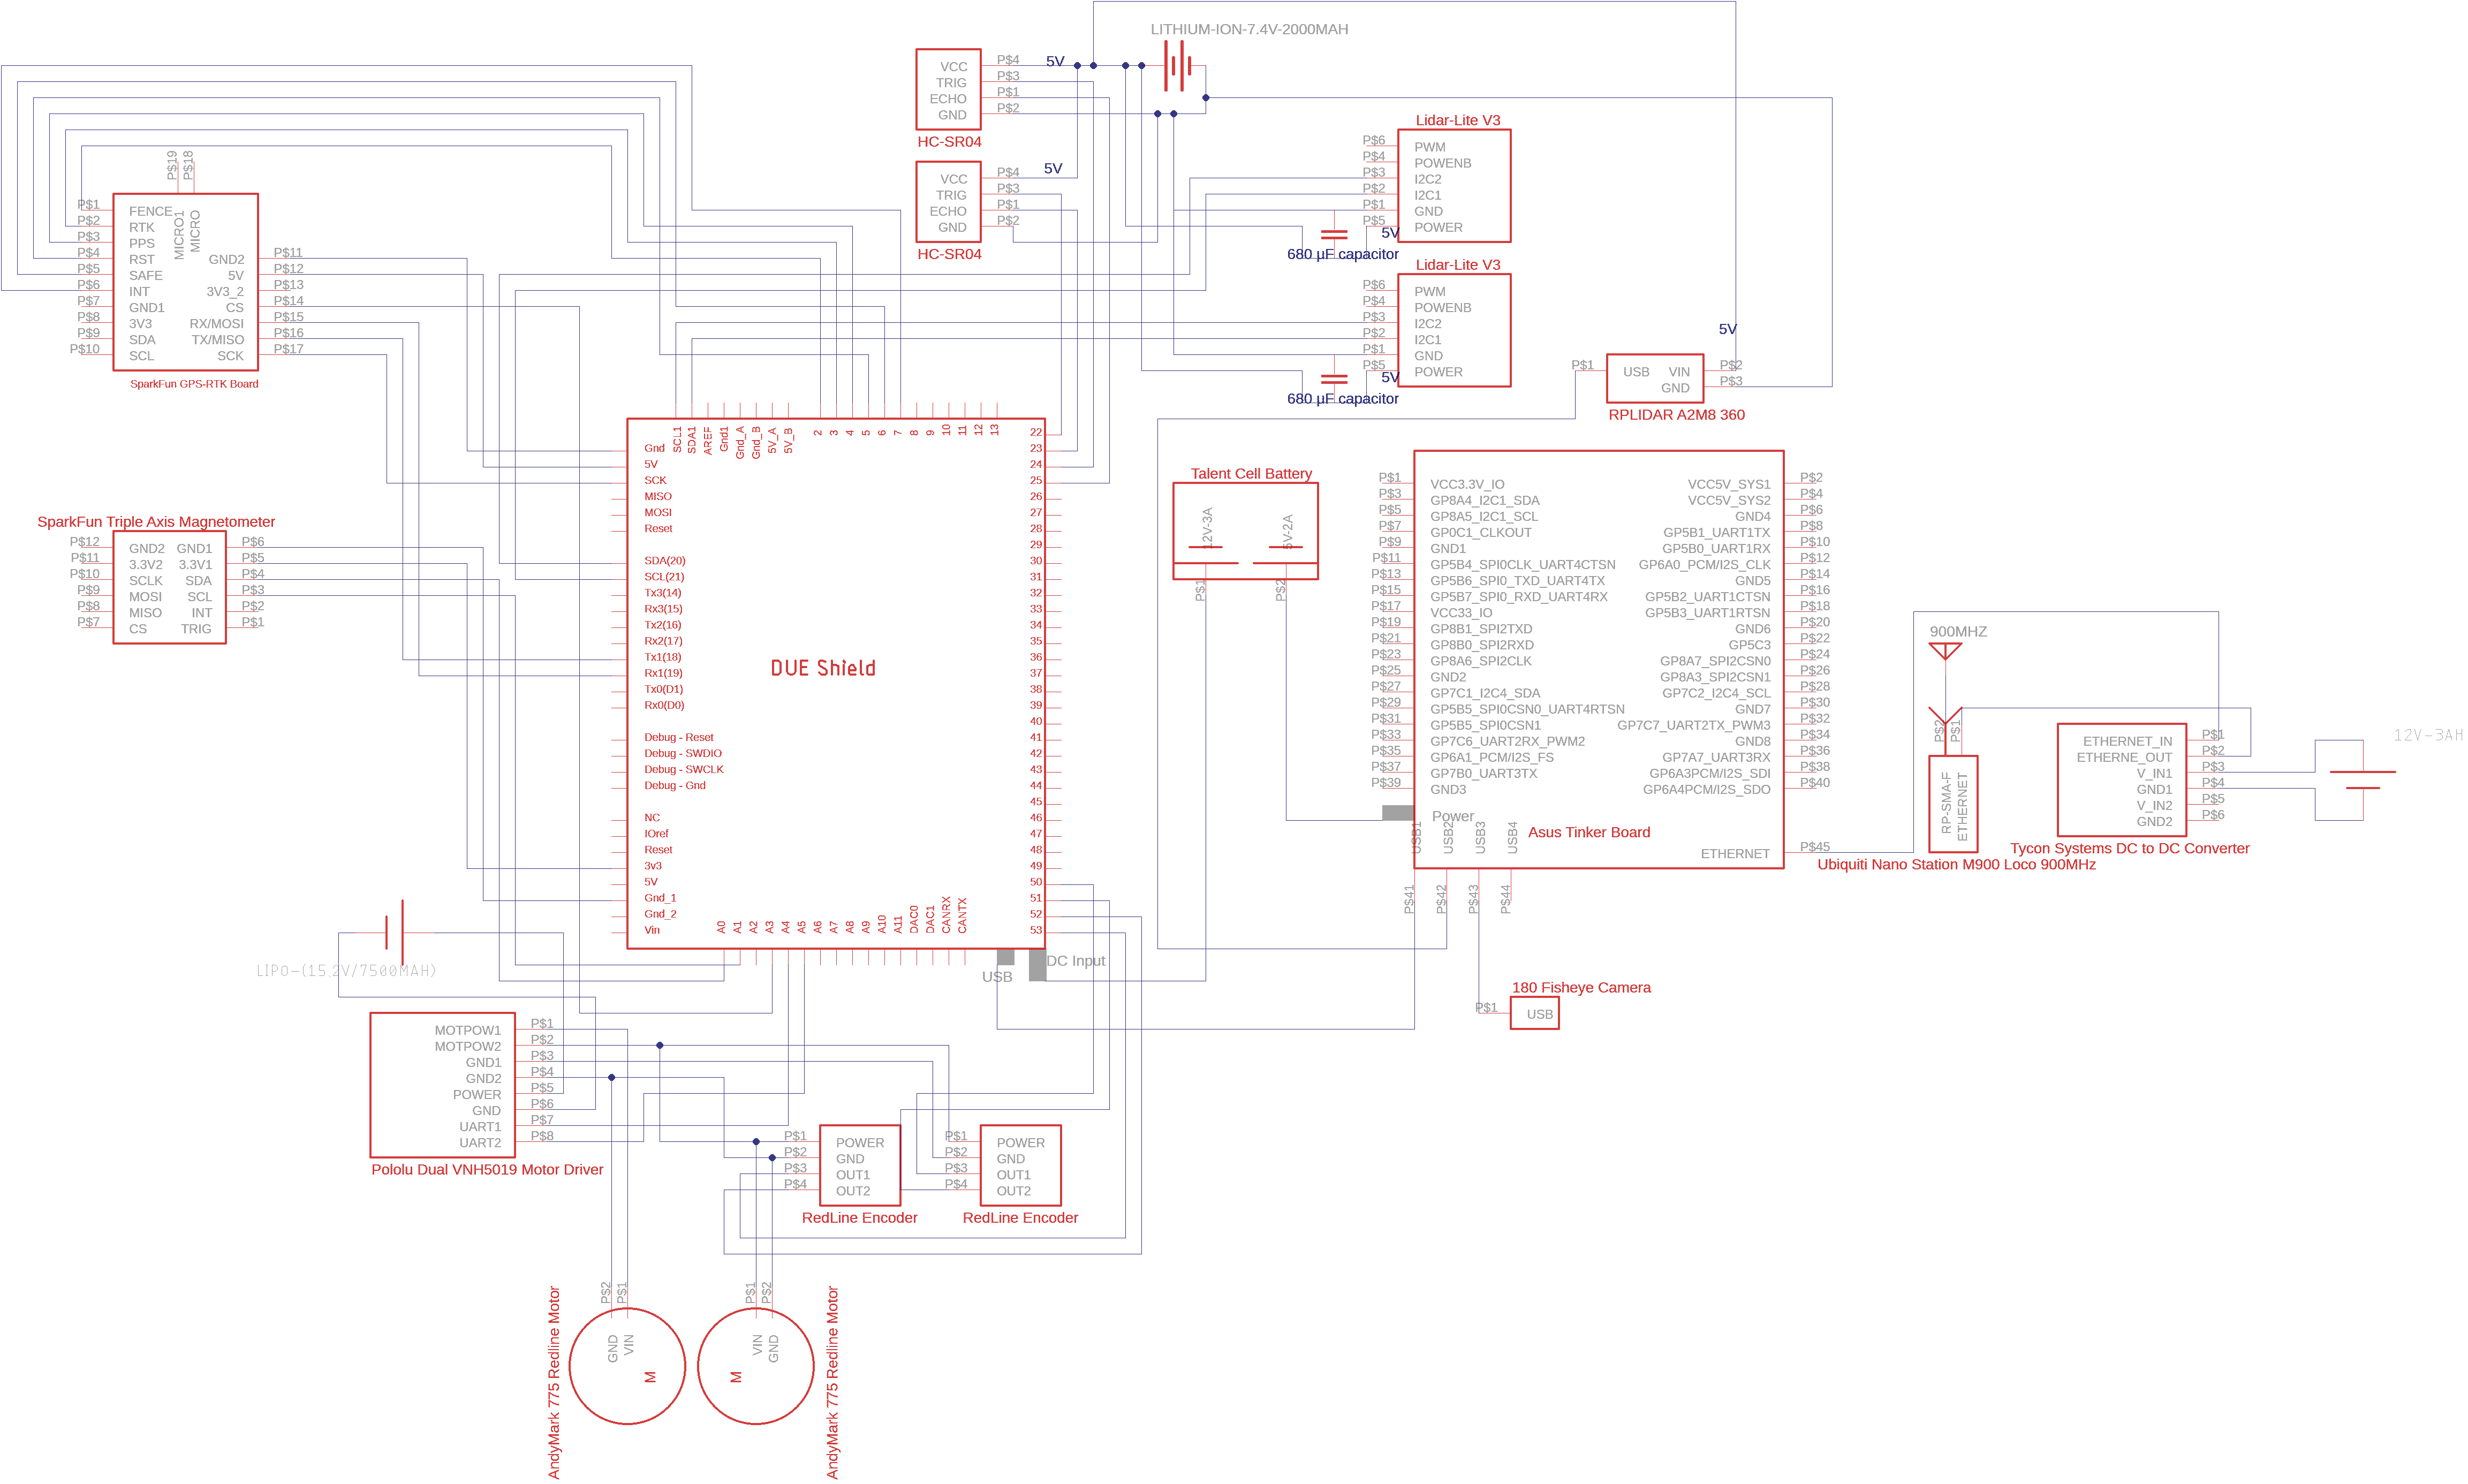 LITHIUM-ION-7.4V-2000MAH
VCC P$4 5V
TRIG P$3
ECHO P$1
GND P$2
HC-SR04
VCC P$4 5V
TRIG P$3
ECHO P$1
GND P$2
HC-SR04
Lidar-Lite V3
P$6 PWM
P$4 POWENB
P$3 I2C2
P$2 I2C1
P$1 GND
P$5 POWER
5V
680 µF capacitor
Lidar-Lite V3
P$6 PWM
P$4 POWENB
P$3 I2C2
P$2 I2C1
P$1 GND
P$5 POWER
5V
680 µF capacitor
5V
P$1 USB VIN P$2
GND P$3
RPLIDAR A2M8 360
P$19 P$18
MICRO1 MICRO
P$1 FENCE
P$2 RTK
P$3 PPS
P$4 RST GND2 P$11
P$5 SAFE 5V P$12
P$6 INT 3V3_2 P$13
P$7 GND1 CS P$14
P$8 3V3 RX/MOSI P$15
P$9 SDA TX/MISO P$16
P$10 SCL SCK P$17
SparkFun GPS-RTK Board
SparkFun Triple Axis Magnetometer
P$12 GND2 GND1 P$6
P$11 3.3V2 3.3V1 P$5
P$10 SCLK SDA P$4
P$9 MOSI SCL P$3
P$8 MISO INT P$2
P$7 CS TRIG P$1
SCL1 SDA1 AREF Gnd1 Gnd_A Gnd_B 5V_A 5V_B 2 3 4 5 6 7 8 9 10 11 12 13
Gnd
5V
SCK
MISO
MOSI
Reset
SDA(20)
SCL(21)
Tx3(14)
Rx3(15)
Tx2(16)
Rx2(17)
Tx1(18)
Rx1(19)
Tx0(D1)
Rx0(D0)
Debug - Reset
Debug - SWDIO
Debug - SWCLK
Debug - Gnd
NC
IOref
Reset
3v3
5V
Gnd_1
Gnd_2
Vin
DUE Shield
22
23
24
25
26
27
28
29
30
31
32
33
34
35
36
37
38
39
40
41
42
43
44
45
46
47
48
49
50
51
52
53
A0 A1 A2 A3 A4 A5 A6 A7 A8 A9 A10 A11 DAC0 DAC1 CANRX CANTX
USB
DC Input
Talent Cell Battery
12V-3A 5V-2A
P$1 P$2
P$1 VCC3.3V_IO VCC5V_SYS1 P$2
P$3 GP8A4_I2C1_SDA VCC5V_SYS2 P$4
P$5 GP8A5_I2C1_SCL GND4 P$6
P$7 GP0C1_CLKOUT GP5B1_UART1TX P$8
P$9 GND1 GP5B0_UART1RX P$10
P$11 GP5B4_SPI0CLK_UART4CTSN GP6A0_PCM/I2S_CLK P$12
P$13 GP5B6_SPI0_TXD_UART4TX GND5 P$14
P$15 GP5B7_SPI0_RXD_UART4RX GP5B2_UART1CTSN P$16
P$17 VCC33_IO GP5B3_UART1RTSN P$18
P$19 GP8B1_SPI2TXD GND6 P$20
P$21 GP8B0_SPI2RXD GP5C3 P$22
P$23 GP8A6_SPI2CLK GP8A7_SPI2CSN0 P$24
P$25 GND2 GP8A3_SPI2CSN1 P$26
P$27 GP7C1_I2C4_SDA GP7C2_I2C4_SCL P$28
P$29 GP5B5_SPI0CSN0_UART4RTSN GND7 P$30
P$31 GP5B5_SPI0CSN1 GP7C7_UART2TX_PWM3 P$32
P$33 GP7C6_UART2RX_PWM2 GND8 P$34
P$35 GP6A1_PCM/I2S_FS GP7A7_UART3RX P$36
P$37 GP7B0_UART3TX GP6A3PCM/I2S_SDI P$38
P$39 GND3 GP6A4PCM/I2S_SDO P$40
Power
Asus Tinker Board
USB1 USB2 USB3 USB4
ETHERNET P$45
P$41 P$42 P$43 P$44
180 Fisheye Camera
P$1 USB
900MHZ
P$2 P$1
RP-SMA-F
ETHERNET
Ubiquiti Nano Station M900 Loco 900MHz
ETHERNET_IN P$1
ETHERNE_OUT P$2
V_IN1 P$3
GND1 P$4
V_IN2 P$5
GND2 P$6
Tycon Systems DC to DC Converter
12V-3AH
LIPO-(15.2V/7500MAH)
MOTPOW1 P$1
MOTPOW2 P$2
GND1 P$3
GND2 P$4
POWER P$5
GND P$6
UART1 P$7
UART2 P$8
Pololu Dual VNH5019 Motor Driver
P$1 POWER
P$2 GND
P$3 OUT1
P$4 OUT2
RedLine Encoder
P$1 POWER
P$2 GND
P$3 OUT1
P$4 OUT2
RedLine Encoder
AndyMark 775 Redline Motor
P$2 P$1
GND VIN
M
P$1 P$2
VIN GND
M
AndyMark 775 Redline Motor